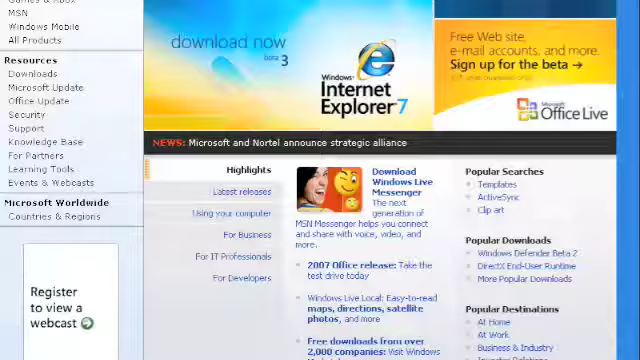 MSN
Windows Mobile
All Products
Resources
Downloads
Microsoft Update
Office Update
Security
Support
Knowledge Base
For Partners
Learning Tools
Events & Webcasts
Microsoft Worldwide
Countries & Regions
Register
to view a
webcast
download now
beta 3
Windows
Internet
Explorer 7
Free Web site,
e-mail accounts, and more.
Sign up for the beta →
Microsoft
Office Live
NEWS: Microsoft and Nortel announce strategic alliance
Highlights
Latest releases
Using your computer
For Business
For IT Professionals
For Developers
Download
Windows Live
Messenger
The next
generation of
MSN Messenger helps you connect
and share with voice, video, and
more.
2007 Office release: Take the
test drive today
Windows Live Local: Easy-to-read
maps, directions, satellite
photos, and more
Free downloads from over
2,000 companies: Visit Windows
Popular Searches
Templates
ActiveSync
Clip art
Popular Downloads
Windows Defender Beta 2
DirectX End-User Runtime
More Popular Downloads
Popular Destinations
At Home
At Work
Business & Industry